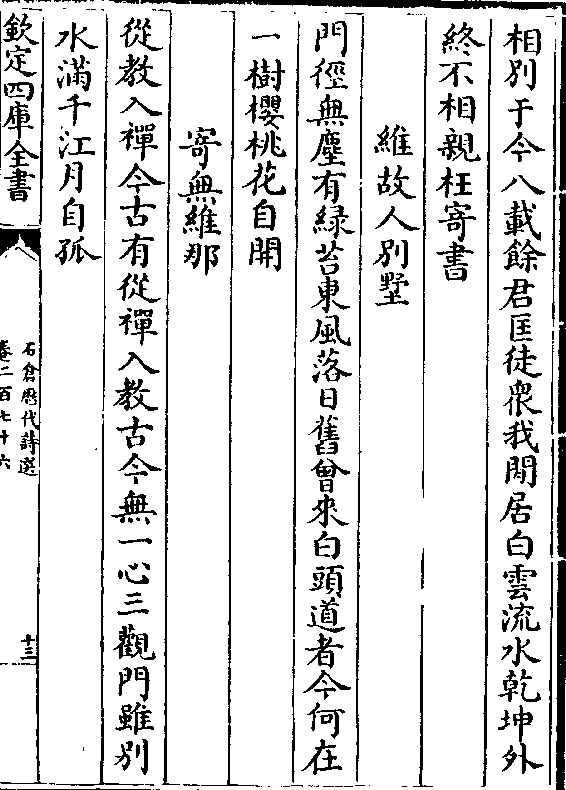 相别于今八載餘君匡徒衆我閒居白雲流水乾坤外
終不相親枉寄書
維故人别墅
門徑無塵有緑苔東風落日舊曾來白頭道者今何在
一樹櫻桃花自開
寄無維那
從教入禪今古有從禪入教古今無一心三觀門雖别
水滿千江月自孤
欽定四庫全書
石倉歷代詩選
卷二百七十六
十三